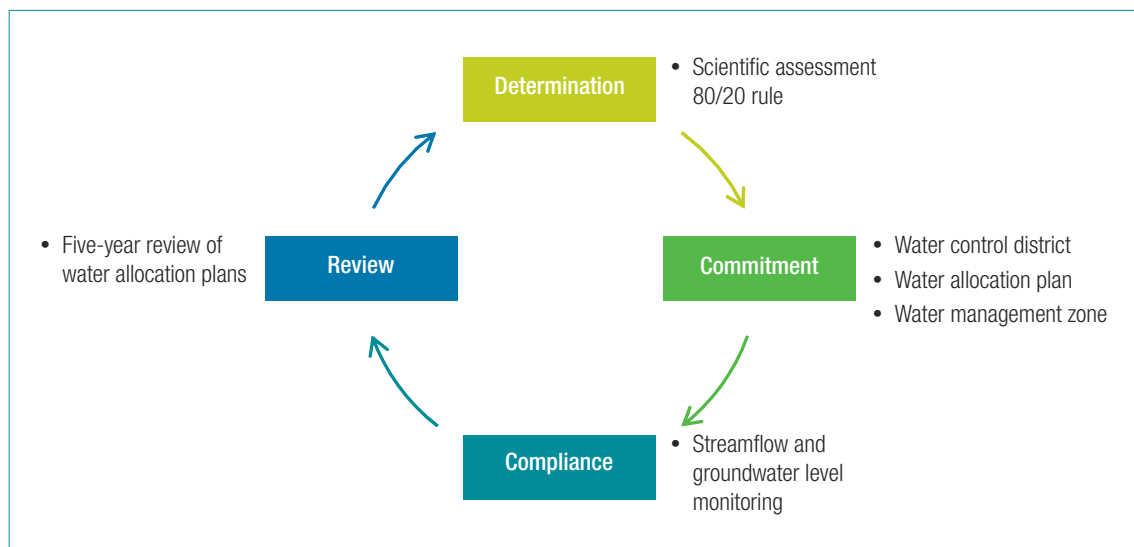 Determination
• Scientific assessment
80/20 rule
• Five-year review of
water allocation plans
Review
Commitment
• Water control district
• Water allocation plan
• Water management zone
Compliance
• Streamflow and
groundwater level
monitoring